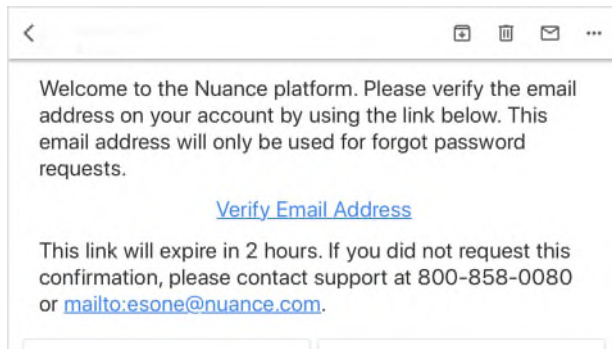 Welcome to the Nuance platform. Please verify the email
address on your account by using the link below. This
email address will only be used for forgot password
requests.
Verify Email Address
This link will expire in 2 hours. If you did not request this
confirmation, please contact support at 800-858-0080
or mailto:esone@nuance.com.